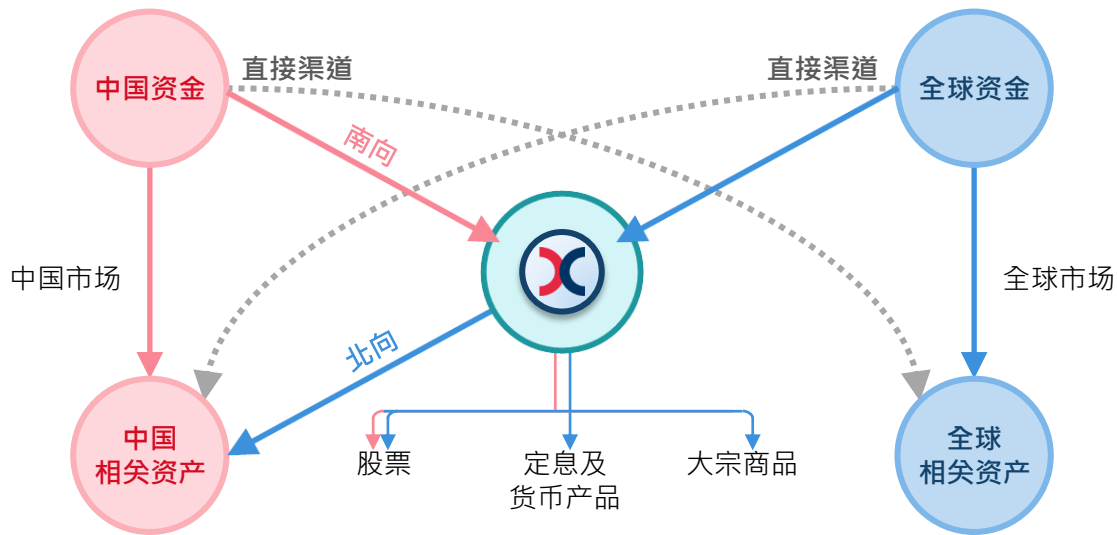 中国资金
直接渠道
直接渠道
全球资金
南向
中国市场
全球市场
北向
中国
相关资产
股票
定息及
货币产品
大宗商品
全球
相关资产